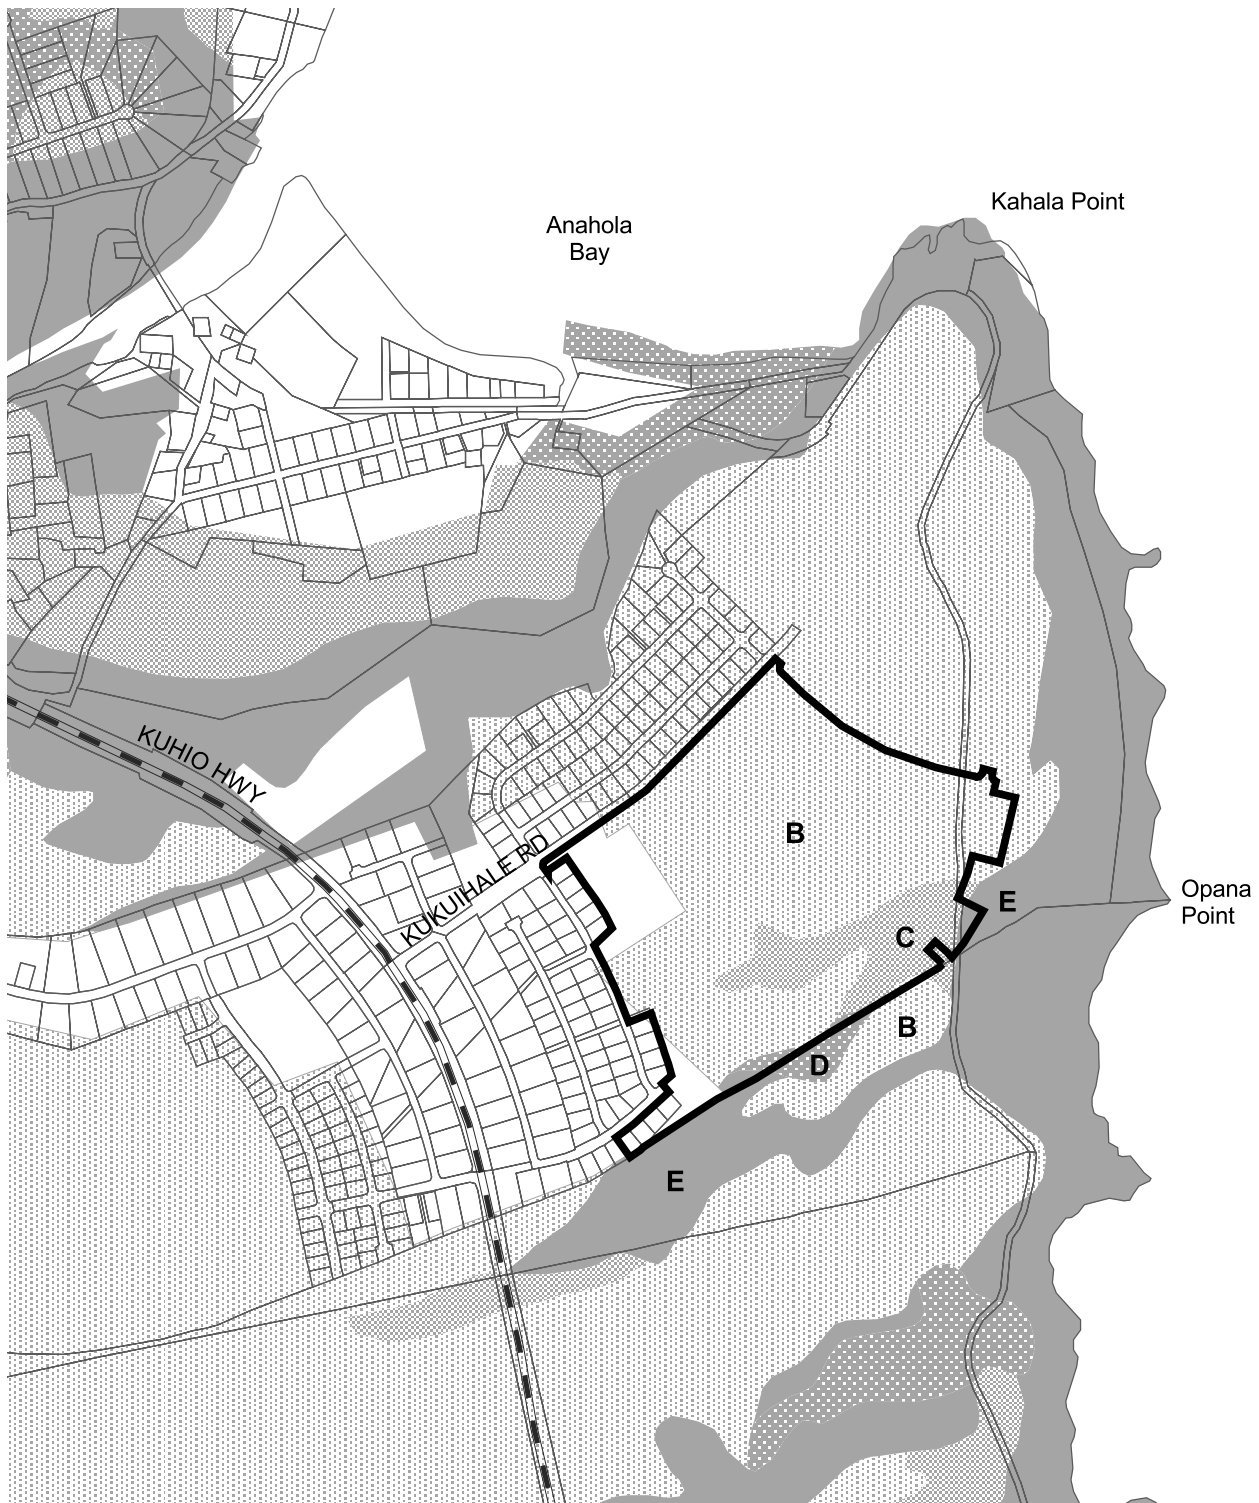 Kahala Point
Anahola
Bay
KUHIO HWY
KUKUIHALE RD
B
E
Opana
Point
C
B
D
E